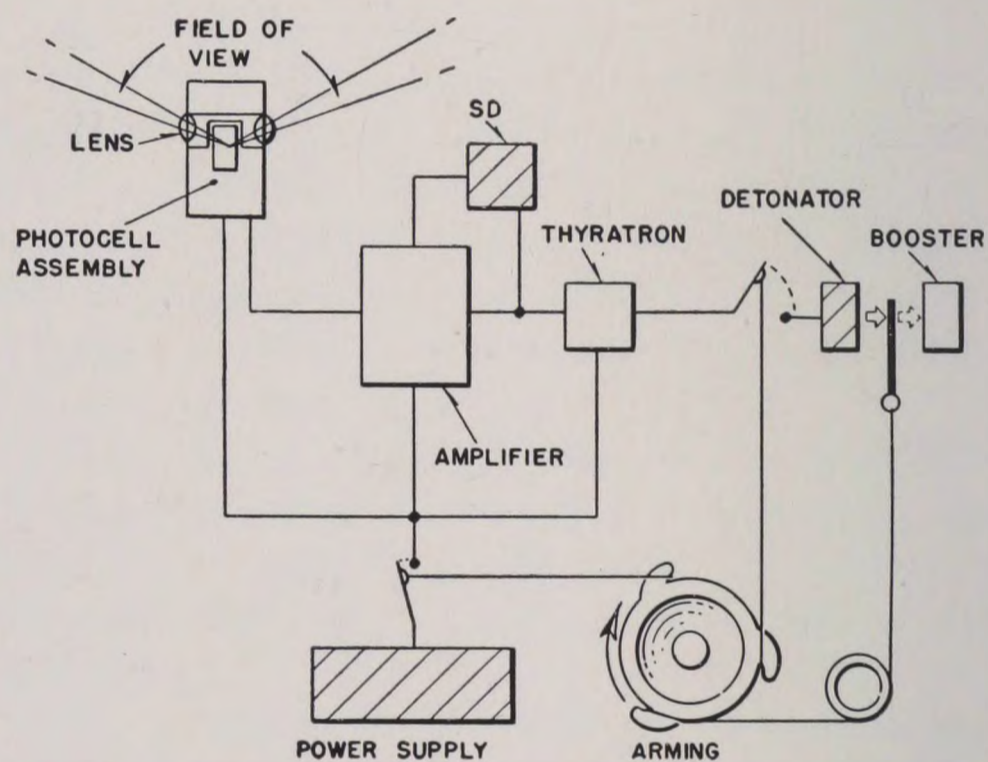 FIELD OF
VIEW
LENS
SD
DETONATOR
THYRATRON
BOOSTER
PHOTOCELL
ASSEMBLY
AMPLIFIER
POWER SUPPLY
ARMING